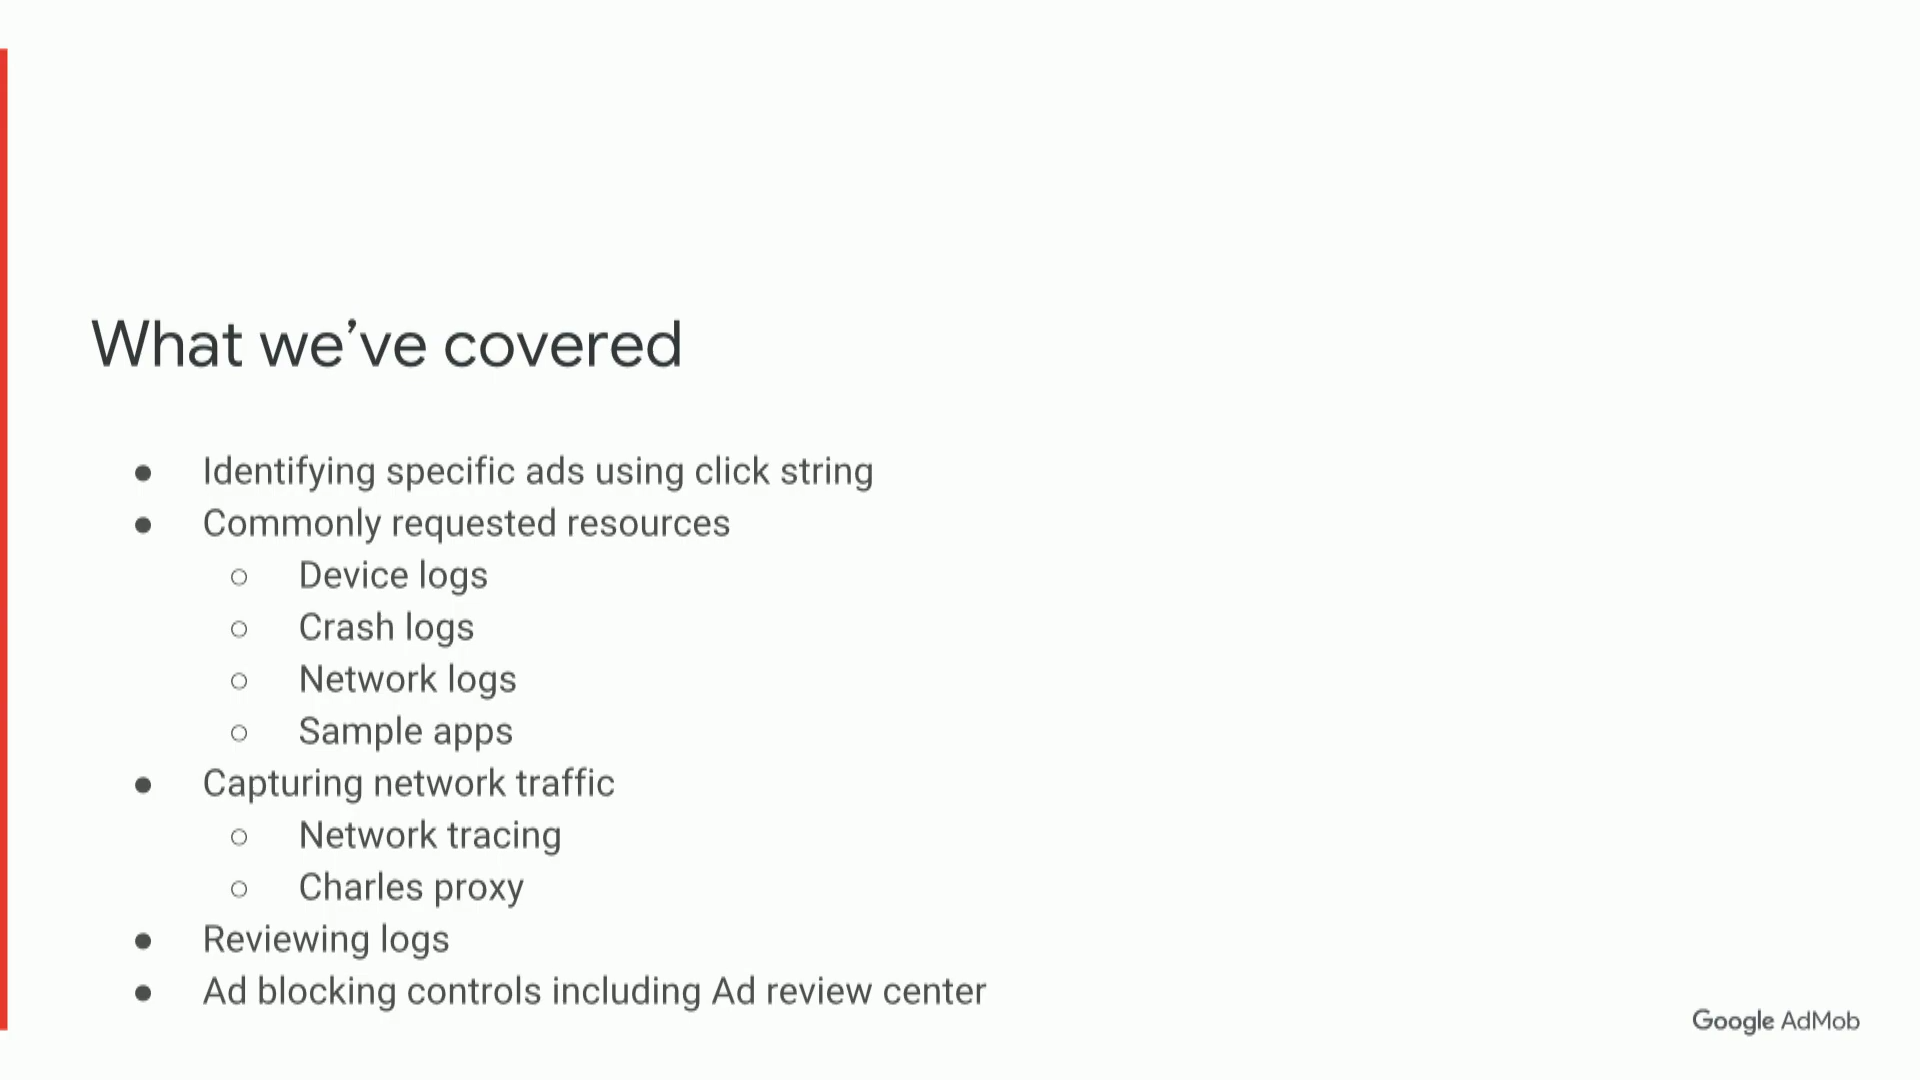 What we’ve covered
● Identifying specific ads using click string
● Commonly requested resources
○ Device logs
○ Crash logs
○ Network logs
○ Sample apps
● Capturing network traffic
○ Network tracing
○ Charles proxy
● Reviewing logs
● Ad blocking controls including Ad review center
Google AdMob